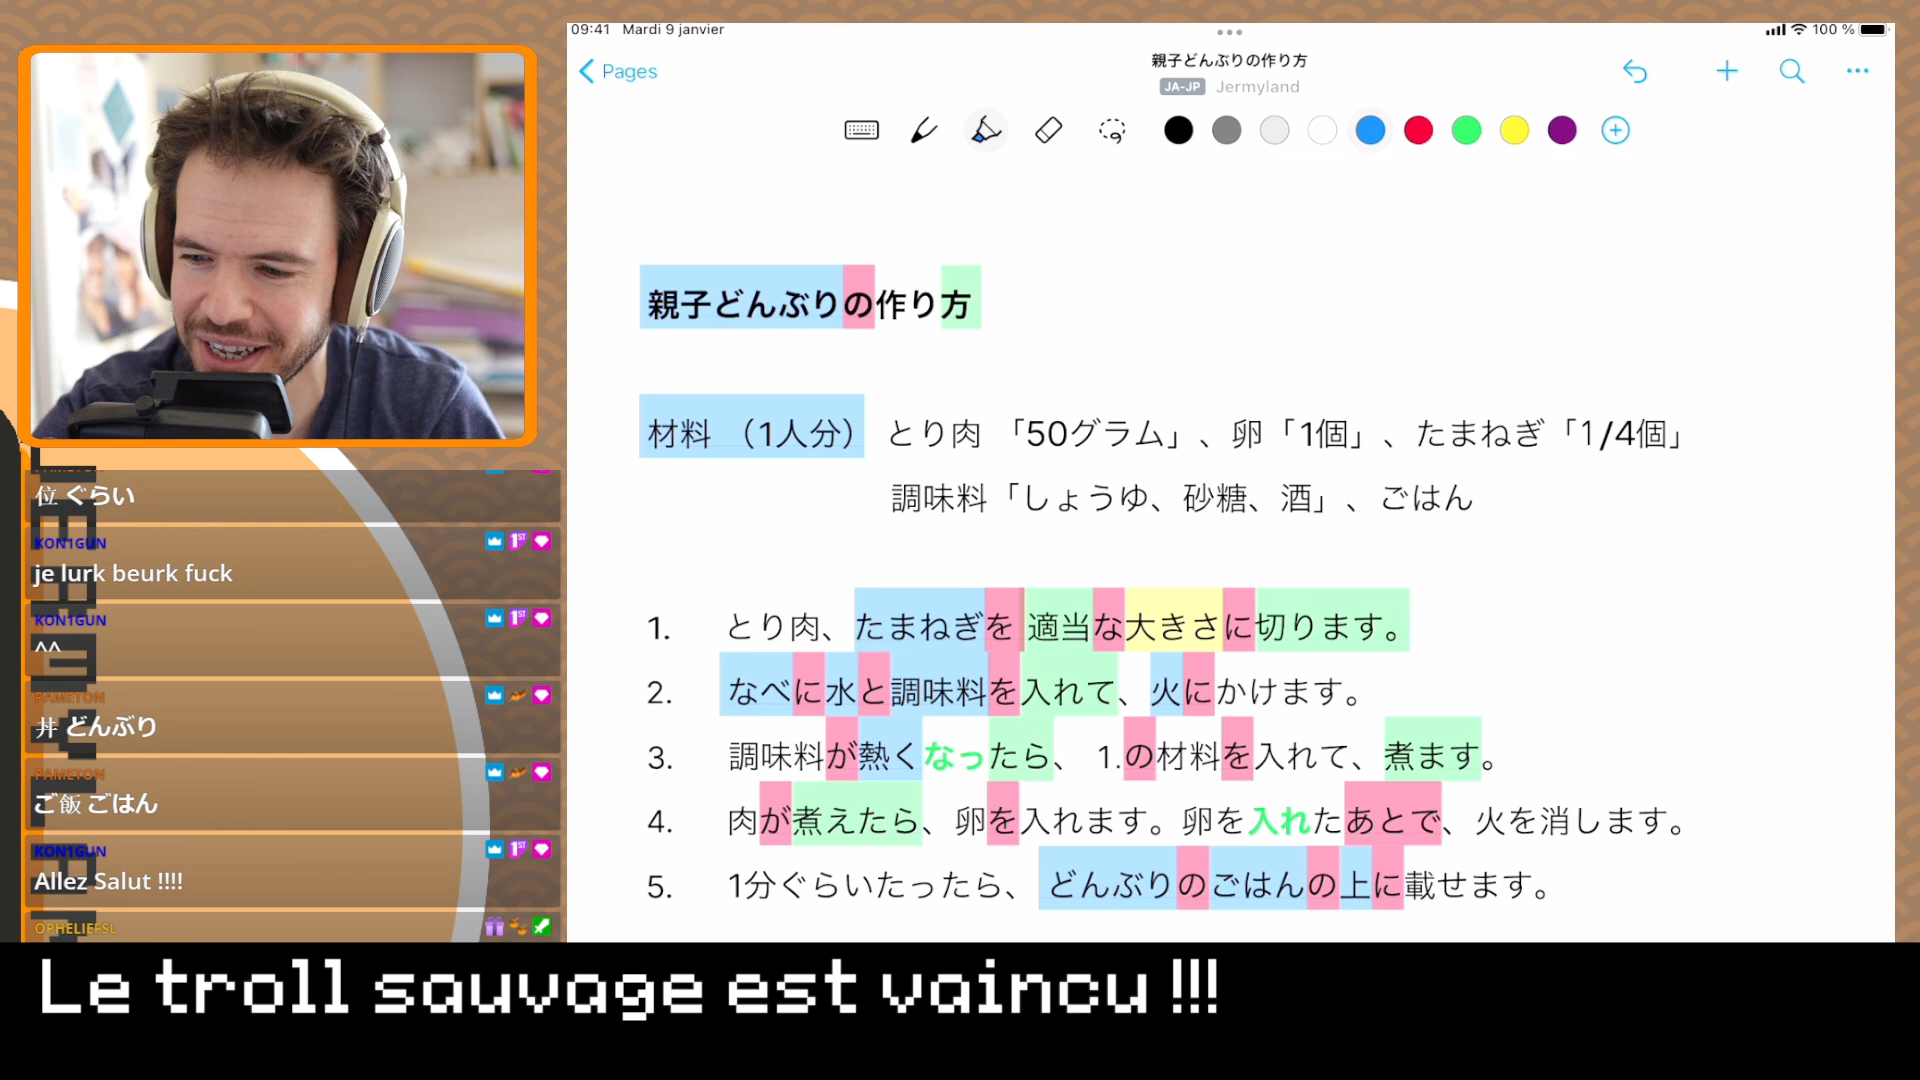 09:41 Mardi 9 janvier
100 %
Pages
親子どんぶりの作り方
JA-JP Jermyland
親子どんぶりの作り方
材料 （1人分） とり肉 「50グラム」、卵「1個」、たまねぎ「1/4個」
調味料「しょうゆ、砂糖、酒」、ごはん
1. とり肉、たまねぎを 適当な大きさに切ります。
2. なべに水と調味料を入れて、火にかけます。
3. 調味料が熱くなったら、 1.の材料を入れて、煮ます。
4. 肉が煮えたら、卵を入れます。卵を入れたあとで、火を消します。
5. 1分ぐらいたったら、 どんぶりのごはんの上に載せます。
位 ぐらい
KON1GUN
1ST
je lurk beurk fuck
KON1GUN
1ST
^^
PAMETON
丼 どんぶり
PAMETON
ご飯 ごはん
KON1GUN
1ST
Allez Salut !!!!
OPHELIEFSL
Le troll sauvage est vaincu !!!